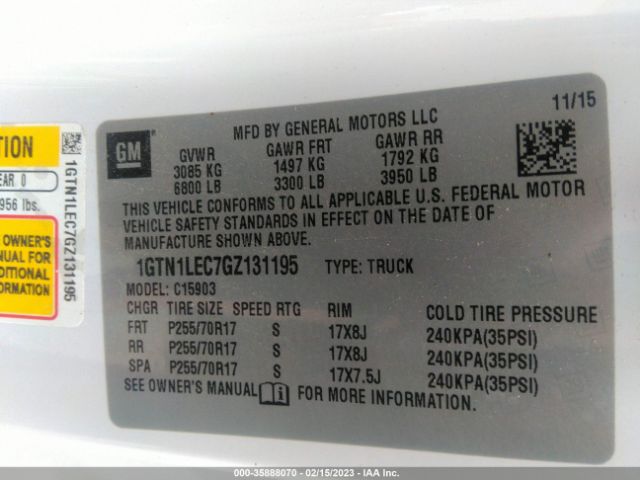 TION
EAR 0
956 lbs.
OWNER'S
NUAL FOR
DITIONAL
RMATION
1GTN1LEC7GZ131195
GM
MFD BY GENERAL MOTORS LLC
11/15
GVWR GAWR FRT GAWR RR
3085 KG 1497 KG 1792 KG
6800 LB 3300 LB 3950 LB
THIS VEHICLE CONFORMS TO ALL APPLICABLE U.S. FEDERAL MOTOR
VEHICLE SAFETY STANDARDS IN EFFECT ON THE DATE OF
MANUFACTURE SHOWN ABOVE.
1GTN1LEC7GZ131195 TYPE: TRUCK
MODEL: C15903
CHGR TIRE SIZE SPEED RTG RIM COLD TIRE PRESSURE
FRT P255/70R17 S 17X8J 240KPA(35PSI)
RR P255/70R17 S 17X8J 240KPA(35PSI)
SPA P255/70R17 S 17X7.5J 240KPA(35PSI)
SEE OWNER'S MANUAL FOR MORE INFORMATION.
000-35888070 - 02/15/2023 - IAA Inc.